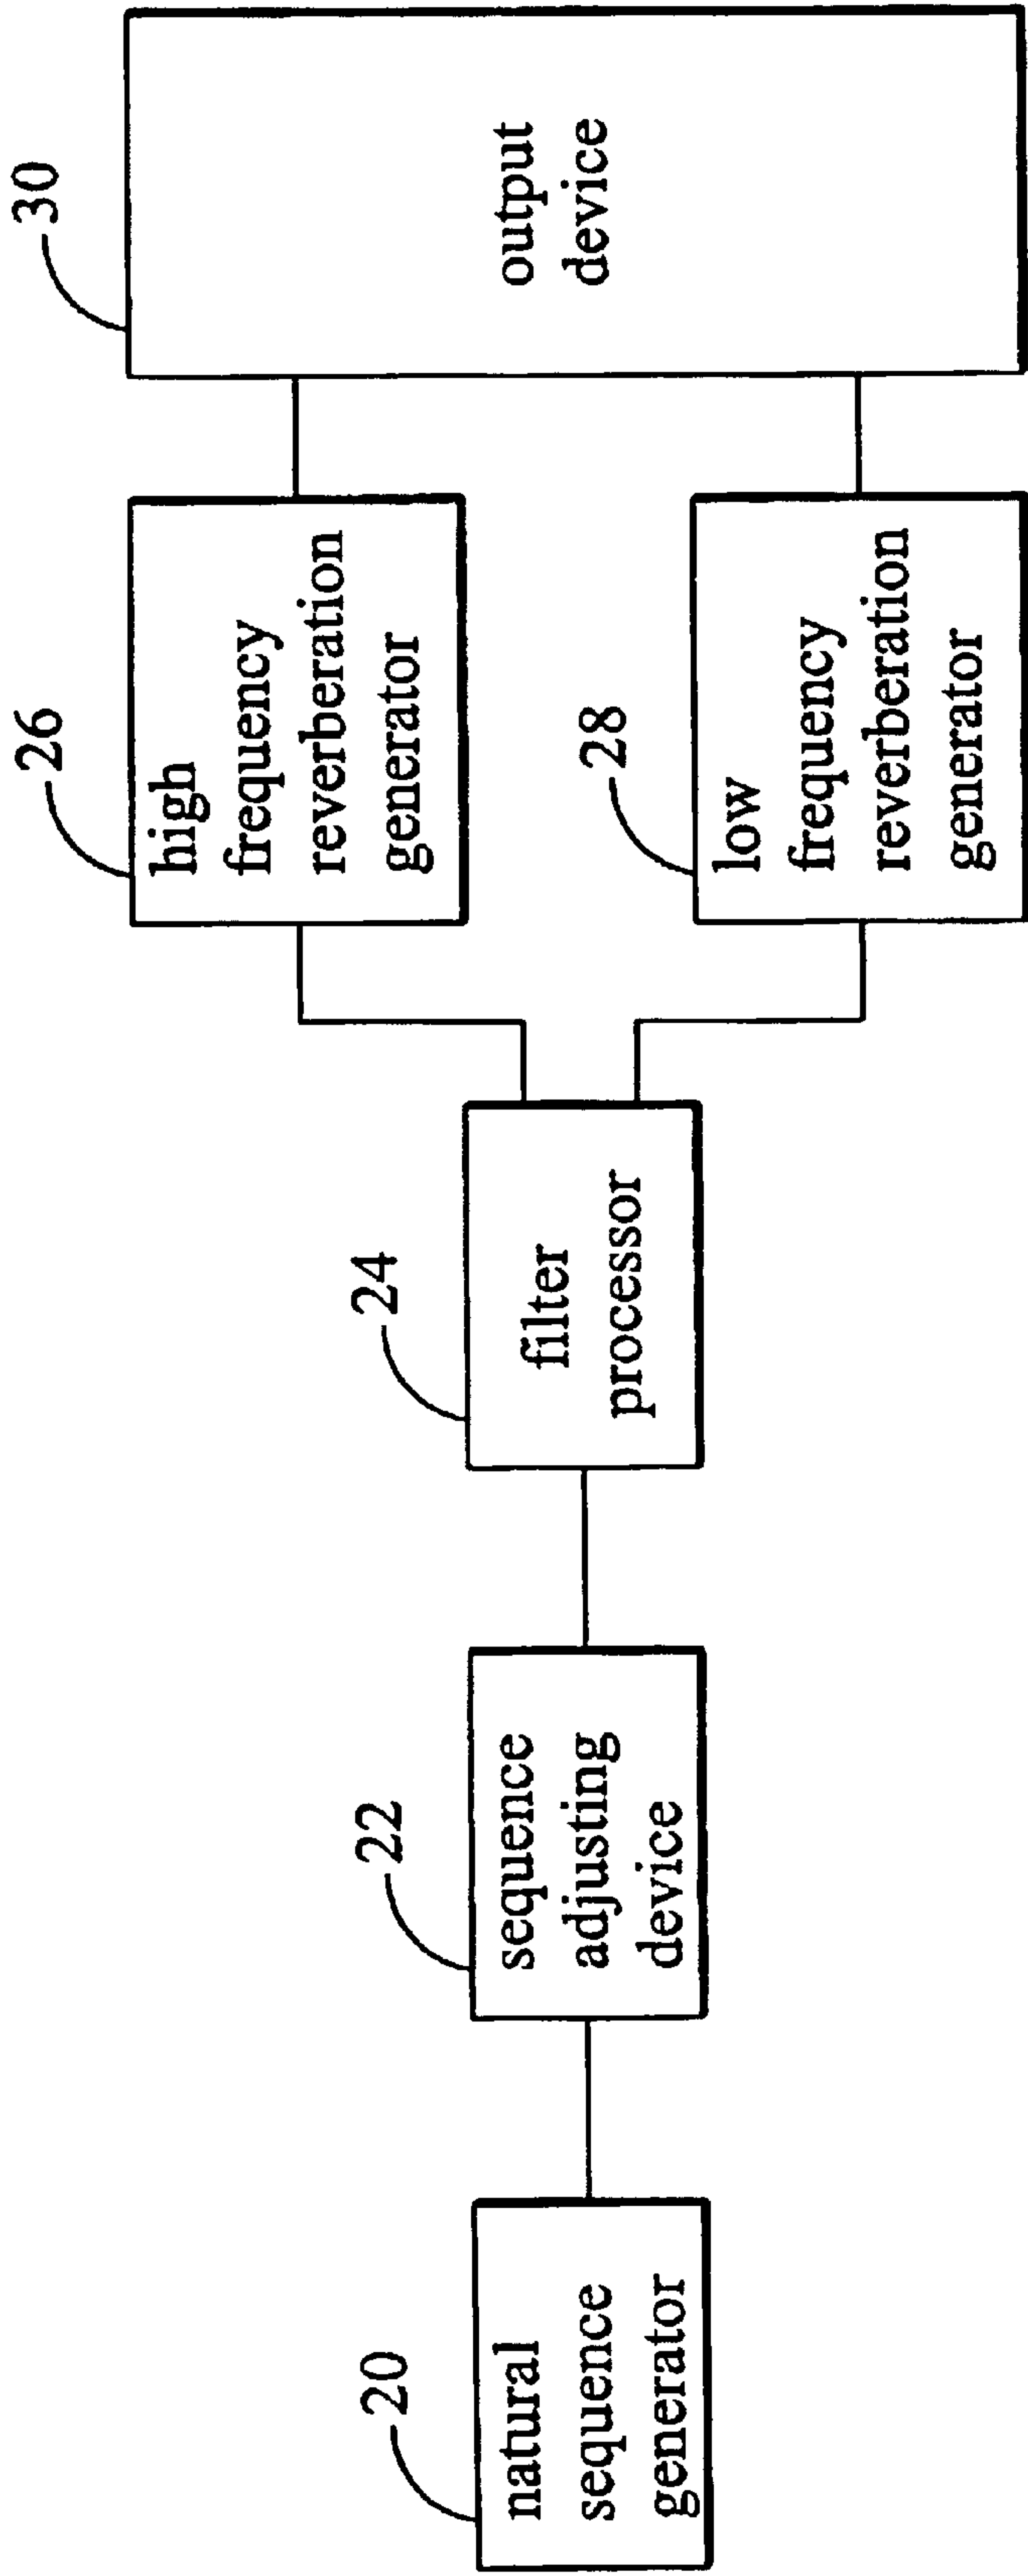 20
natural
sequence
generator
22
sequence
adjusting
device
24
filter
processor
26
high
frequency
reverberation
generator
28
low
frequency
reverberation
generator
30
output
device